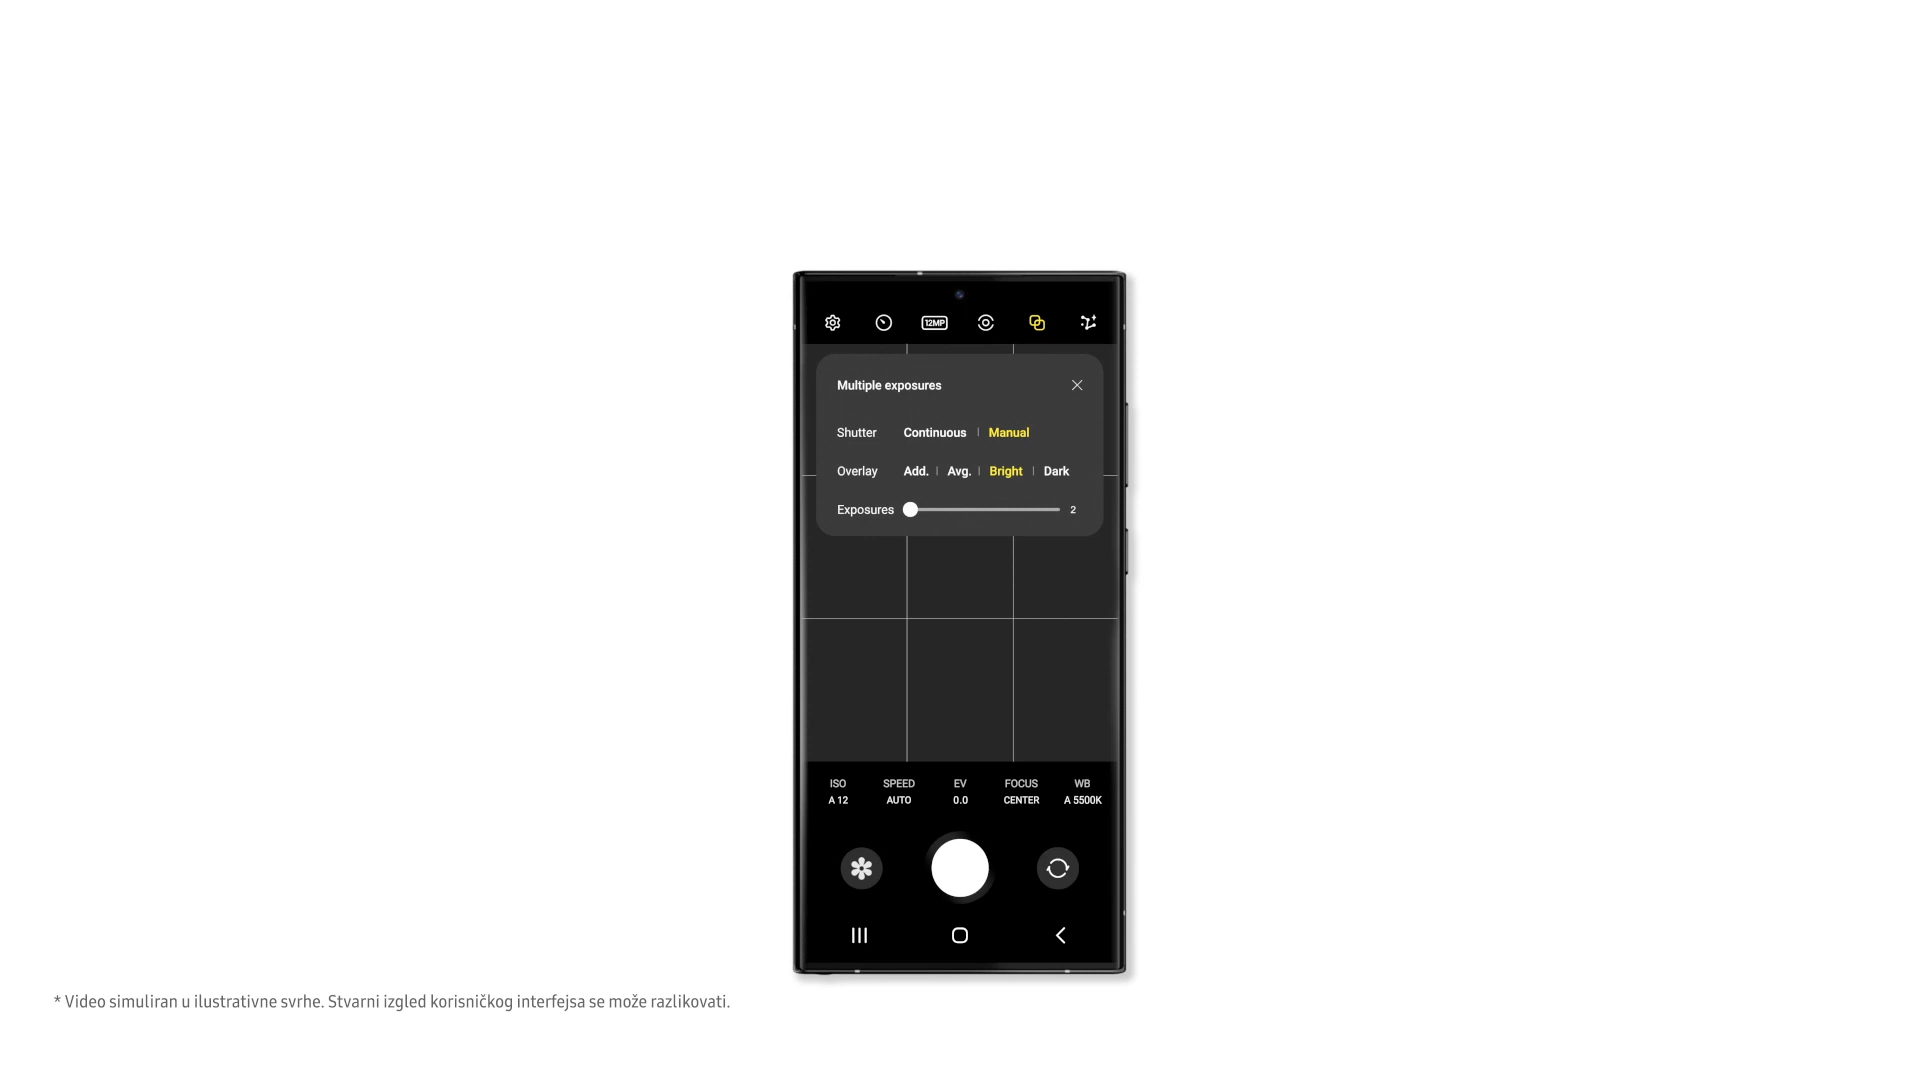 12MP
Multiple exposures
Shutter Continuous | Manual
Overlay Add. | Avg. | Bright | Dark
Exposures 2
ISO SPEED EV FOCUS WB
A 12 AUTO 0.0 CENTER A 5500K
* Video simuliran u ilustrativne svrhe. Stvarni izgled korisničkog interfejsa se može razlikovati.